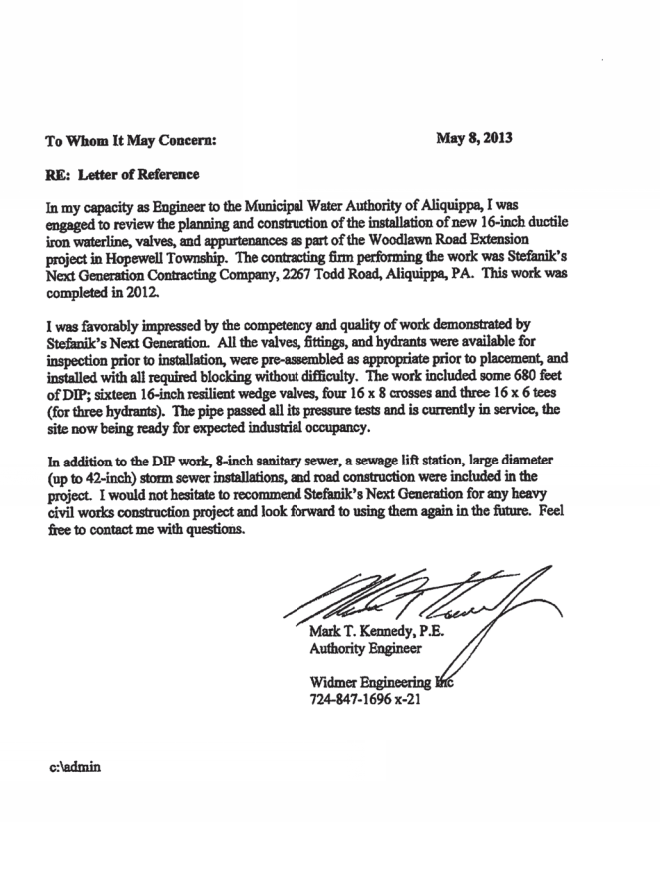 To Whom It May Concern: May 8, 2013
RE: Letter of Reference
In my capacity as Engineer to the Municipal Water Authority of Aliquippa, I was
engaged to review the planning and construction of the installation of new 16-inch ductile
iron waterline, valves, and appurtenances as part of the Woodlawn Road Extension
project in Hopewell Township. The contracting firm performing the work was Stefanik's
Next Generation Contracting Company, 2267 Todd Road, Aliquippa, PA. This work was
completed in 2012.
I was favorably impressed by the competency and quality of work demonstrated by
Stefanik's Next Generation. All the valves, fittings, and hydrants were available for
inspection prior to installation, were pre-assembled as appropriate prior to placement, and
installed with all required blocking without difficulty. The work included some 680 feet
of DIP; sixteen 16-inch resilient wedge valves, four 16 x 8 crosses and three 16 x 6 tees
(for three hydrants). The pipe passed all its pressure tests and is currently in service, the
site now being ready for expected industrial occupancy.
In addition to the DIP work, 8-inch sanitary sewer, a sewage lift station, large diameter
(up to 42-inch) storm sewer installations, and road construction were included in the
project. I would not hesitate to recommend Stefanik's Next Generation for any heavy
civil works construction project and look forward to using them again in the future. Feel
free to contact me with questions.
Mark T. Kennedy, P.E.
Authority Engineer
Widmer Engineering Inc
724-847-1696 x-21
c:\admin